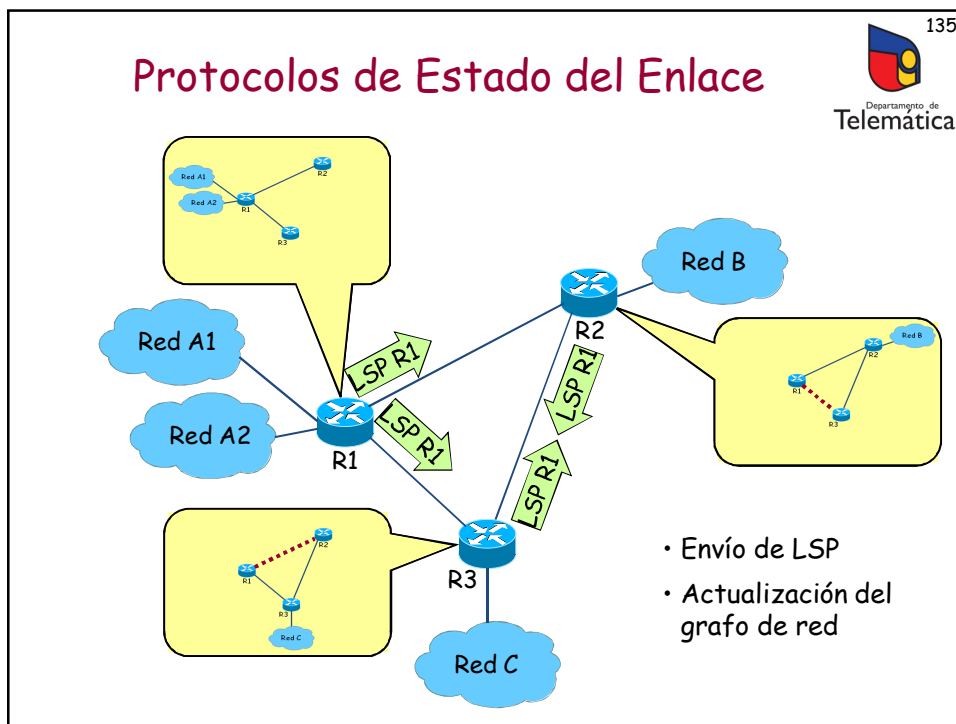 135
Protocolos de Estado del Enlace
Departamento de
Telemática
Red A1
Red A2
R1
R2
R3
Red B
R2
Red A1
LSP R1
LSP R1
Red A2
R1
LSP R1
LSP R1
Red B
R2
R1
R3
R2
R1
R3
Red C
R3
Red C
• Envío de LSP
• Actualización del
grafo de red